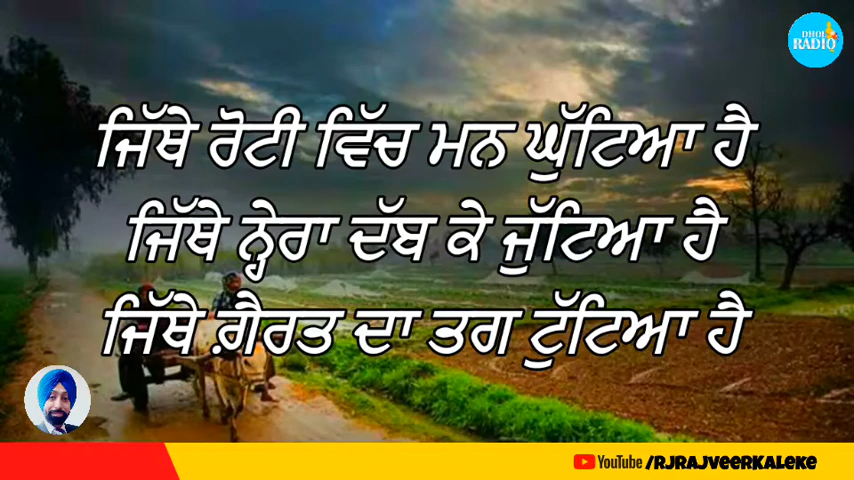 DHOL
RADIO
ਜਿੱਥੇ ਰੋਟੀ ਵਿੱਚ ਮਨ ਘੁੱਟਿਆ ਹੈ
ਜਿੱਥੇ ਨ੍ਹੇਰਾ ਦੱਬ ਕੇ ਜੁੱਟਿਆ ਹੈ
ਜਿੱਥੇ ਗ਼ੈਰਤ ਦਾ ਤਗ ਟੁੱਟਿਆ ਹੈ
YouTube /RJRAJVEERKALEKE